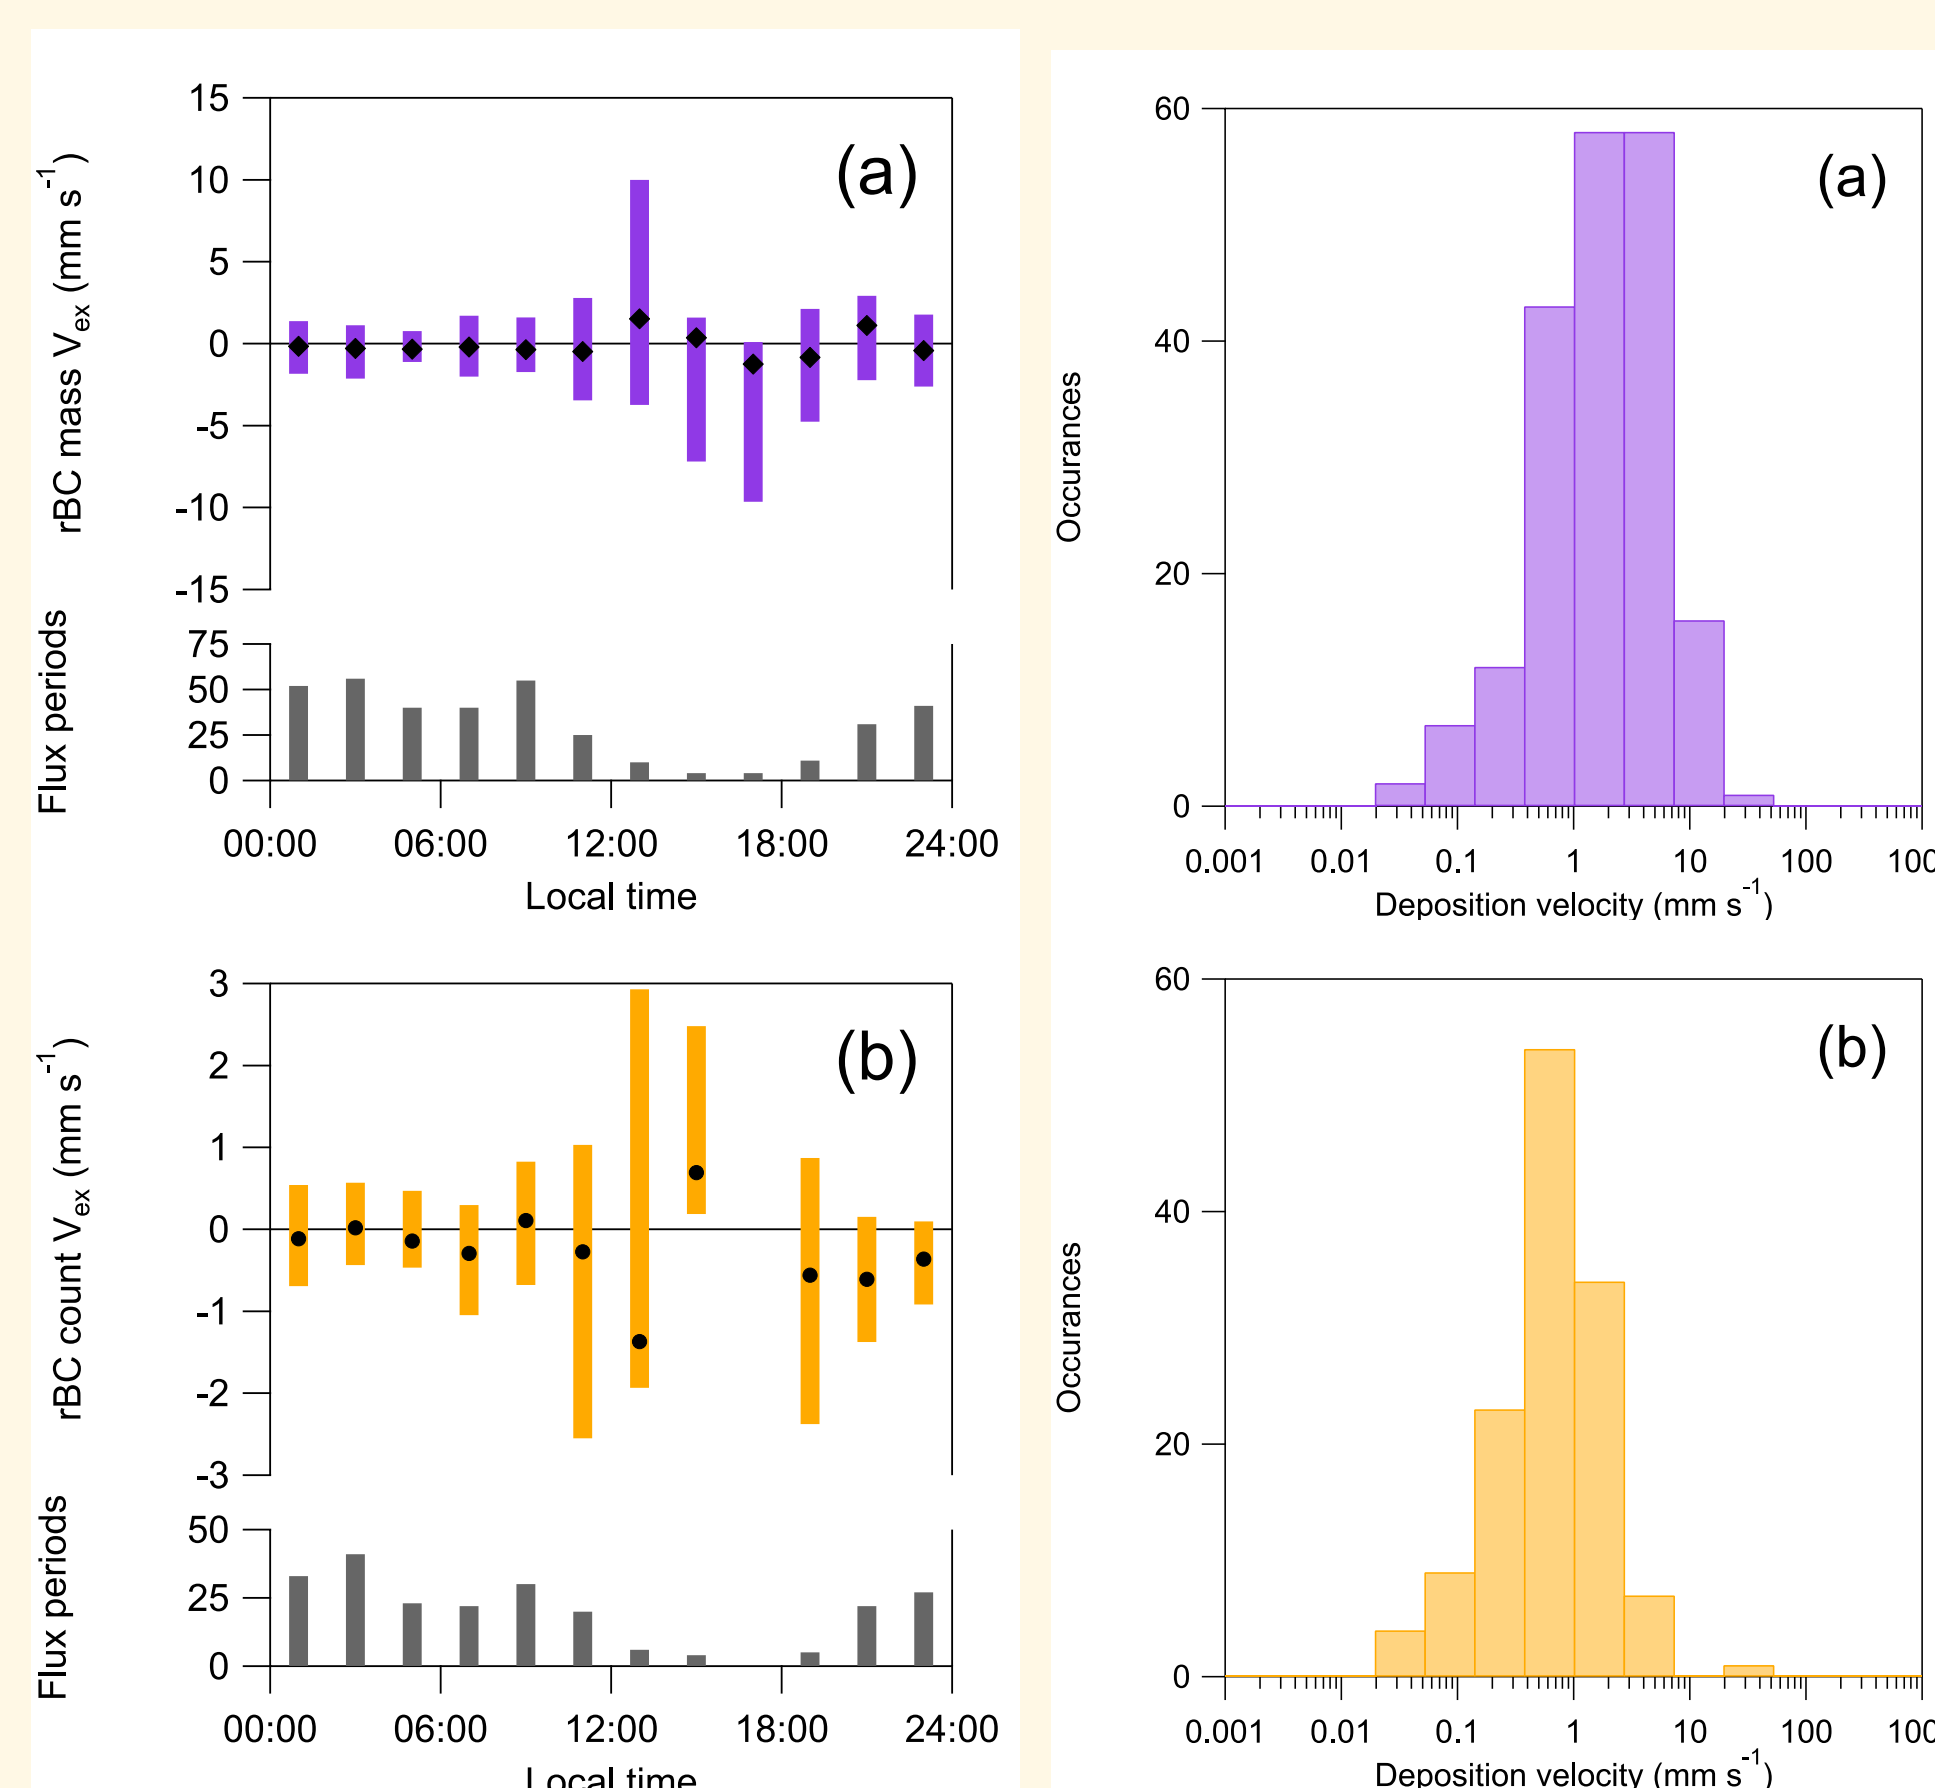 15
10
5
0
-5
-10
-15
rBC mass Vex (mm s-1)
(a)
75
50
25
0
Flux periods
00:00 06:00 12:00 18:00 24:00
Local time
3
2
1
0
-1
-2
-3
rBC count Vex (mm s-1)
(b)
50
25
0
Flux periods
00:00 06:00 12:00 18:00 24:00
Local time
60
40
20
0
Occurances
(a)
0.001 0.01 0.1 1 10 100 100
Deposition velocity (mm s-1)
60
40
20
0
Occurances
(b)
0.001 0.01 0.1 1 10 100 100
Deposition velocity (mm s-1)